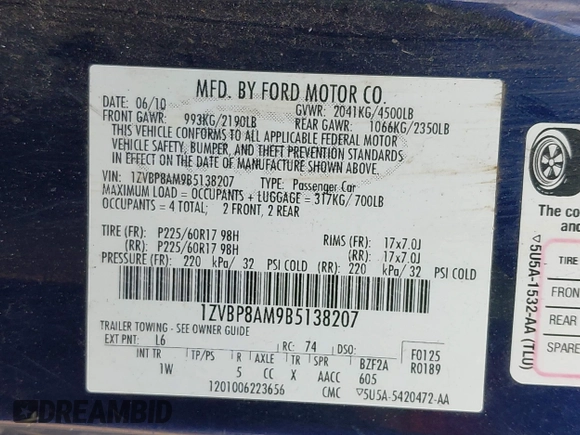 MFD. BY FORD MOTOR CO.
DATE: 06/10 GVWR: 2041KG/4500LB
FRONT GAWR: 993KG/2190LB REAR GAWR: 1066KG/2350LB
THIS VEHICLE CONFORMS TO ALL APPLICABLE FEDERAL MOTOR
VEHICLE SAFETY, BUMPER, AND THEFT PREVENTION STANDARDS
IN EFFECT ON THE DATE OF MANUFACTURE SHOWN ABOVE.
VIN: 1ZVBP8AM9B5138207 TYPE: Passenger Car
MAXIMUM LOAD = OCCUPANTS + LUGGAGE = 317KG/700LB
OCCUPANTS = 4 TOTAL; 2 FRONT, 2 REAR
TIRE (FR): P225/60R17 98H RIMS (FR): 17x7.0J
(RR): P225/60R17 98H (RR): 17x7.0J
PRESSURE (FR): 220 kPa/ 32 PSI COLD (RR): 220 kPa/ 32 PSI COLD
1ZVBP8AM9B5138207
TRAILER TOWING - SEE OWNER GUIDE
EXT PNT: L6 RC: 74 DSO: F0125
INT TR TP/PS R AXLE TR SPR BZF2A R0189
1W 5 CC X AACC 605
1201006223656 CMC ▽5U5A-5420472-AA
The co
and
TIRE
FRON
REAR
SPARE
▽5U5A-1532-AA (TLU)
DREAMBID